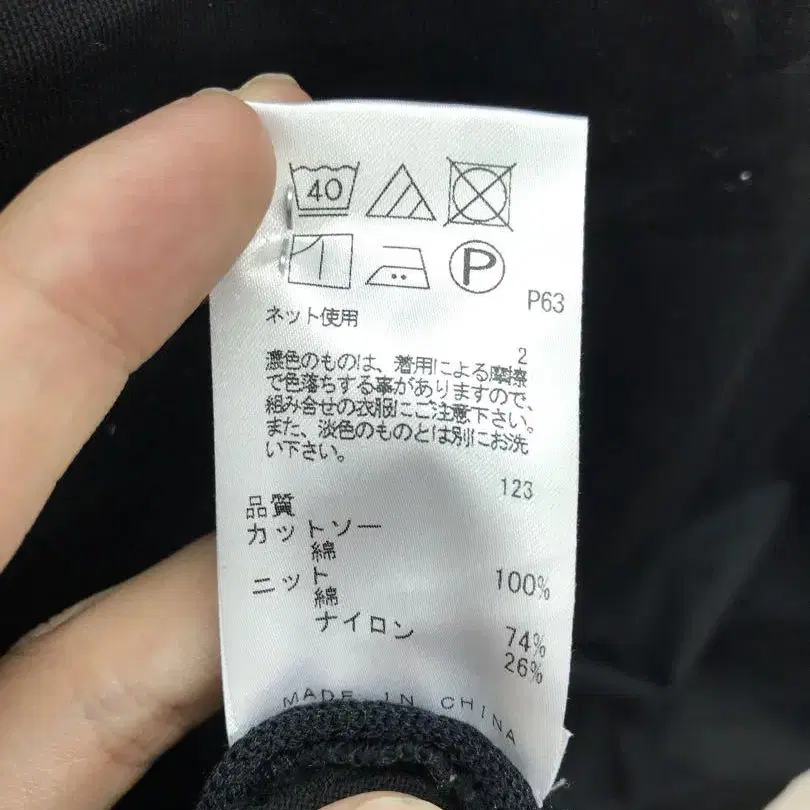 40
P
P63
ネット使用
2
濃色のものは、着用による摩擦
で色落ちする事がありますので、
組み合せの衣服にご注意下さい。
また、淡色のものとは別にお洗
い下さい。
123
品質
カットソー
綿 100%
ニット
綿 74%
ナイロン 26%
MADE IN CHINA